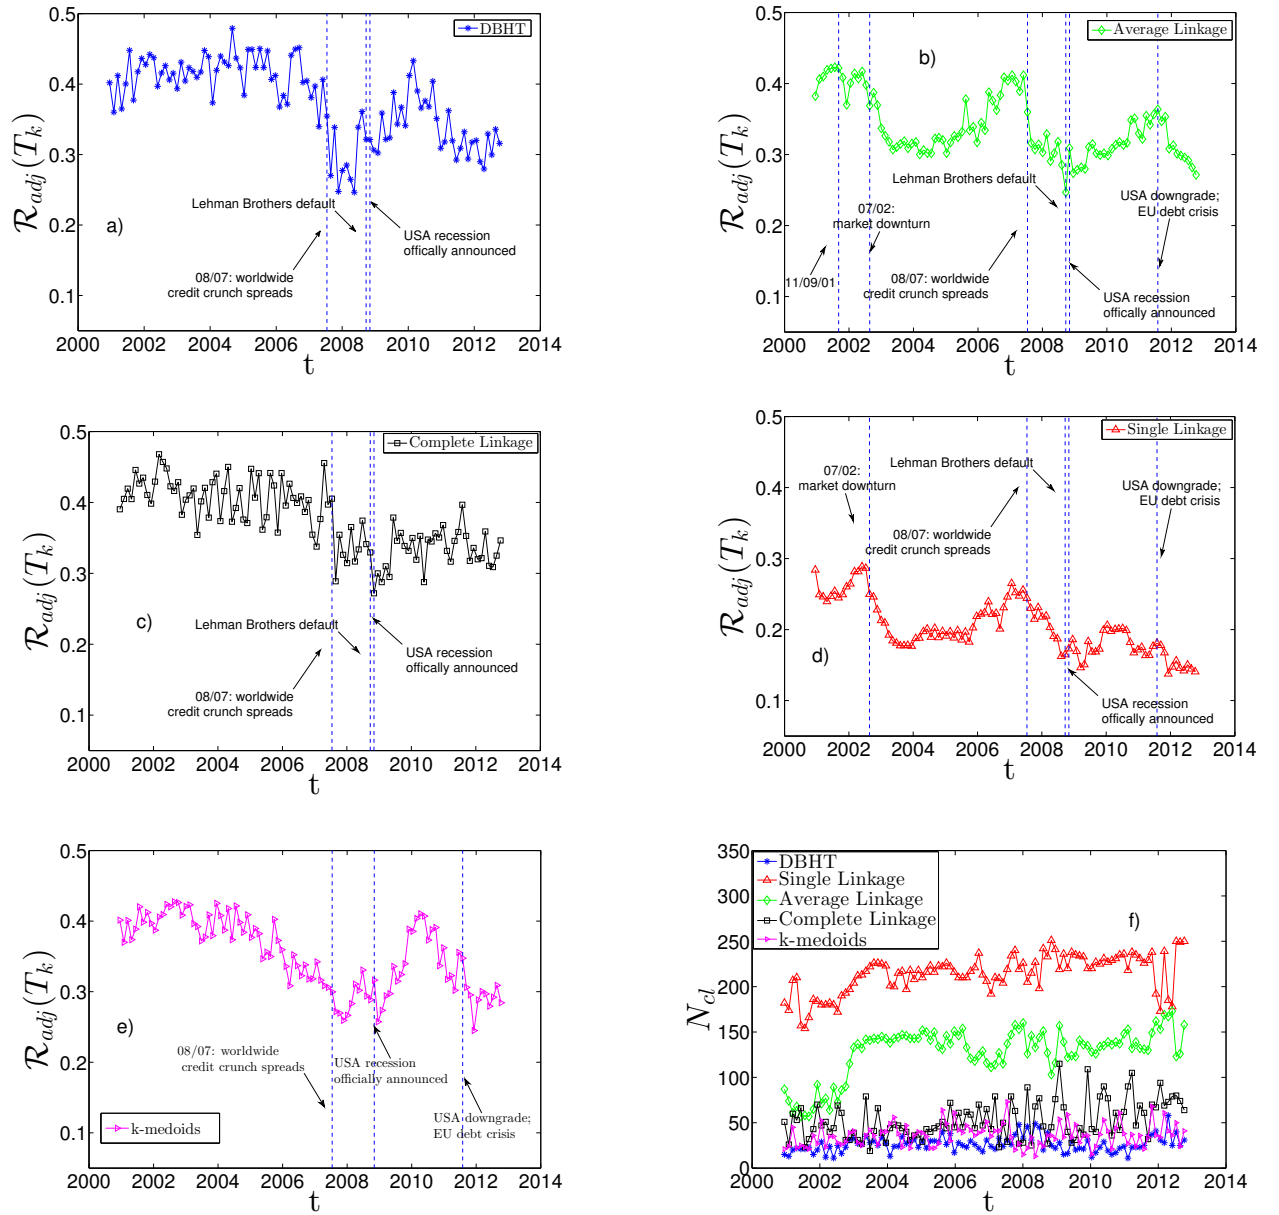 0.5
0.4
0.3
0.2
0.1
R_adj(T_k)
2000 2002 2004 2006 2008 2010 2012 2014
t
DBHT
a)
Lehman Brothers default
USA recession
offically announced
08/07: worldwide
credit crunch spreads
0.5
0.4
0.3
0.2
0.1
R_adj(T_k)
2000 2002 2004 2006 2008 2010 2012 2014
t
Average Linkage
b)
Lehman Brothers default
USA downgrade;
EU debt crisis
07/02:
market downturn
11/09/01
08/07: worldwide
credit crunch spreads
USA recession
offically announced
0.5
0.4
0.3
0.2
0.1
R_adj(T_k)
2000 2002 2004 2006 2008 2010 2012 2014
t
Complete Linkage
c)
Lehman Brothers default
USA recession
offically announced
08/07: worldwide
credit crunch spreads
0.5
0.4
0.3
0.2
0.1
R_adj(T_k)
2000 2002 2004 2006 2008 2010 2012 2014
t
Single Linkage
Lehman Brothers default
07/02:
market downturn
USA downgrade;
EU debt crisis
08/07: worldwide
credit crunch spreads
d)
USA recession
offically announced
0.5
0.4
0.3
0.2
0.1
R_adj(T_k)
2000 2002 2004 2006 2008 2010 2012 2014
t
e)
08/07: worldwide
credit crunch spreads
USA recession
officially announced
USA downgrade;
EU debt crisis
k-medoids
350
300
250
200
150
100
50
0
N_cl
2000 2002 2004 2006 2008 2010 2012 2014
t
DBHT
Single Linkage
Average Linkage
Complete Linkage
k-medoids
f)